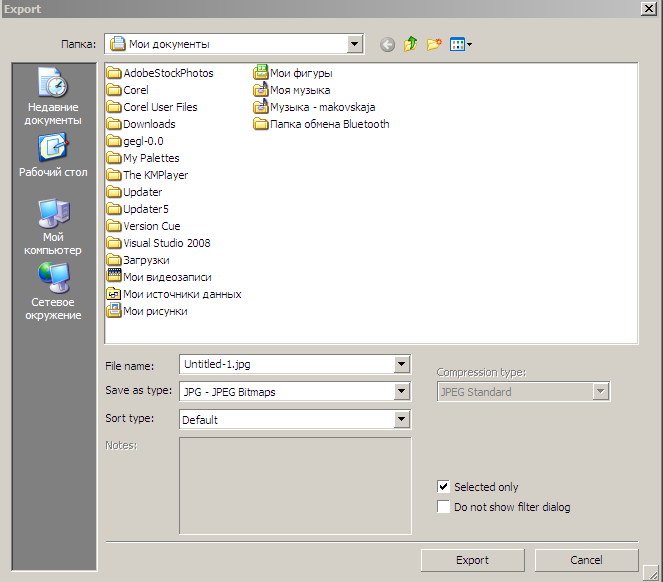 Export
Папка:
Мои документы
Недавние
документы
Рабочий стол
Мой
компьютер
Сетевое
окружение
AdobeStockPhotos
Corel
Corel User Files
Downloads
gegl-0.0
My Palettes
The KMPlayer
Updater
Updater5
Version Cue
Visual Studio 2008
Загрузки
Мои видеозаписи
Мои источники данных
Мои рисунки
Мои фигуры
Моя музыка
Музыка - makovskaja
Папка обмена Bluetooth
File name:
Untitled-1.jpg
Save as type:
JPG - JPEG Bitmaps
Sort type:
Default
Notes:
Compression type:
JPEG Standard
Selected only
Do not show filter dialog
Export
Cancel